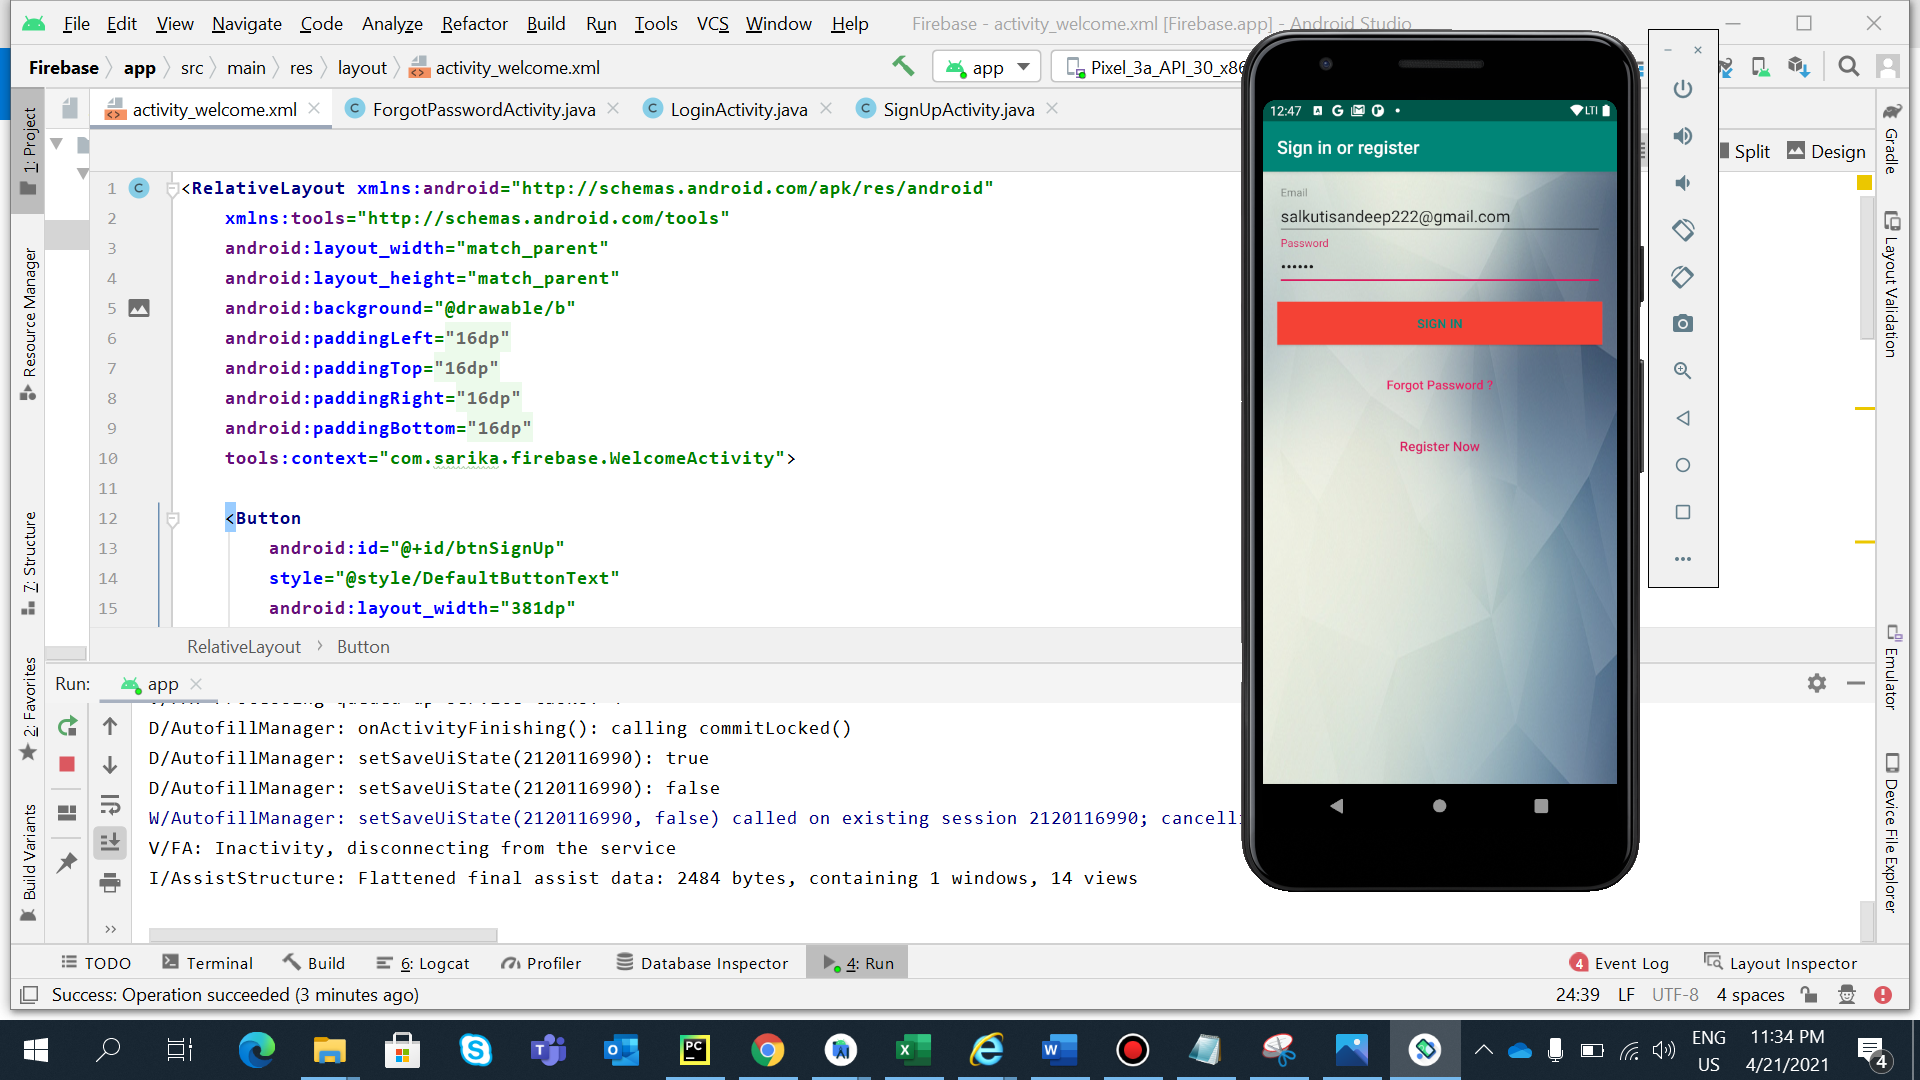 File Edit View Navigate Code Analyze Refactor Build Run Tools VCS Window Help Firebase - activity_welcome.xml [Firebase.app] - Android Studio
Firebase app src main res layout activity_welcome.xml app Pixel_3a_API_30_x86
activity_welcome.xml ForgotPasswordActivity.java LoginActivity.java SignUpActivity.java
Split Design
1 <RelativeLayout xmlns:android="http://schemas.android.com/apk/res/android"
2 xmlns:tools="http://schemas.android.com/tools"
3 android:layout_width="match_parent"
4 android:layout_height="match_parent"
5 android:background="@drawable/b"
6 android:paddingLeft="16dp"
7 android:paddingTop="16dp"
8 android:paddingRight="16dp"
9 android:paddingBottom="16dp"
10 tools:context="com.sarika.firebase.WelcomeActivity">
11
12 <Button
13 android:id="@+id/btnSignUp"
14 style="@style/DefaultButtonText"
15 android:layout_width="381dp"
RelativeLayout Button
1: Project
Resource Manager
7: Structure
2: Favorites
Build Variants
12:47 LTE
Sign in or register
Email
salkutisandeep222@gmail.com
Password
••••••
SIGN IN
Forgot Password ?
Register Now
Gradle
Layout Validation
Emulator
Device File Explorer
Run: app
D/AutofillManager: onActivityFinishing(): calling commitLocked()
D/AutofillManager: setSaveUiState(2120116990): true
D/AutofillManager: setSaveUiState(2120116990): false
W/AutofillManager: setSaveUiState(2120116990, false) called on existing session 2120116990; cancelli
V/FA: Inactivity, disconnecting from the service
I/AssistStructure: Flattened final assist data: 2484 bytes, containing 1 windows, 14 views
TODO Terminal Build 6: Logcat Profiler Database Inspector 4: Run 4 Event Log Layout Inspector
Success: Operation succeeded (3 minutes ago) 24:39 LF UTF-8 4 spaces
ENG
US
11:34 PM
4/21/2021
4